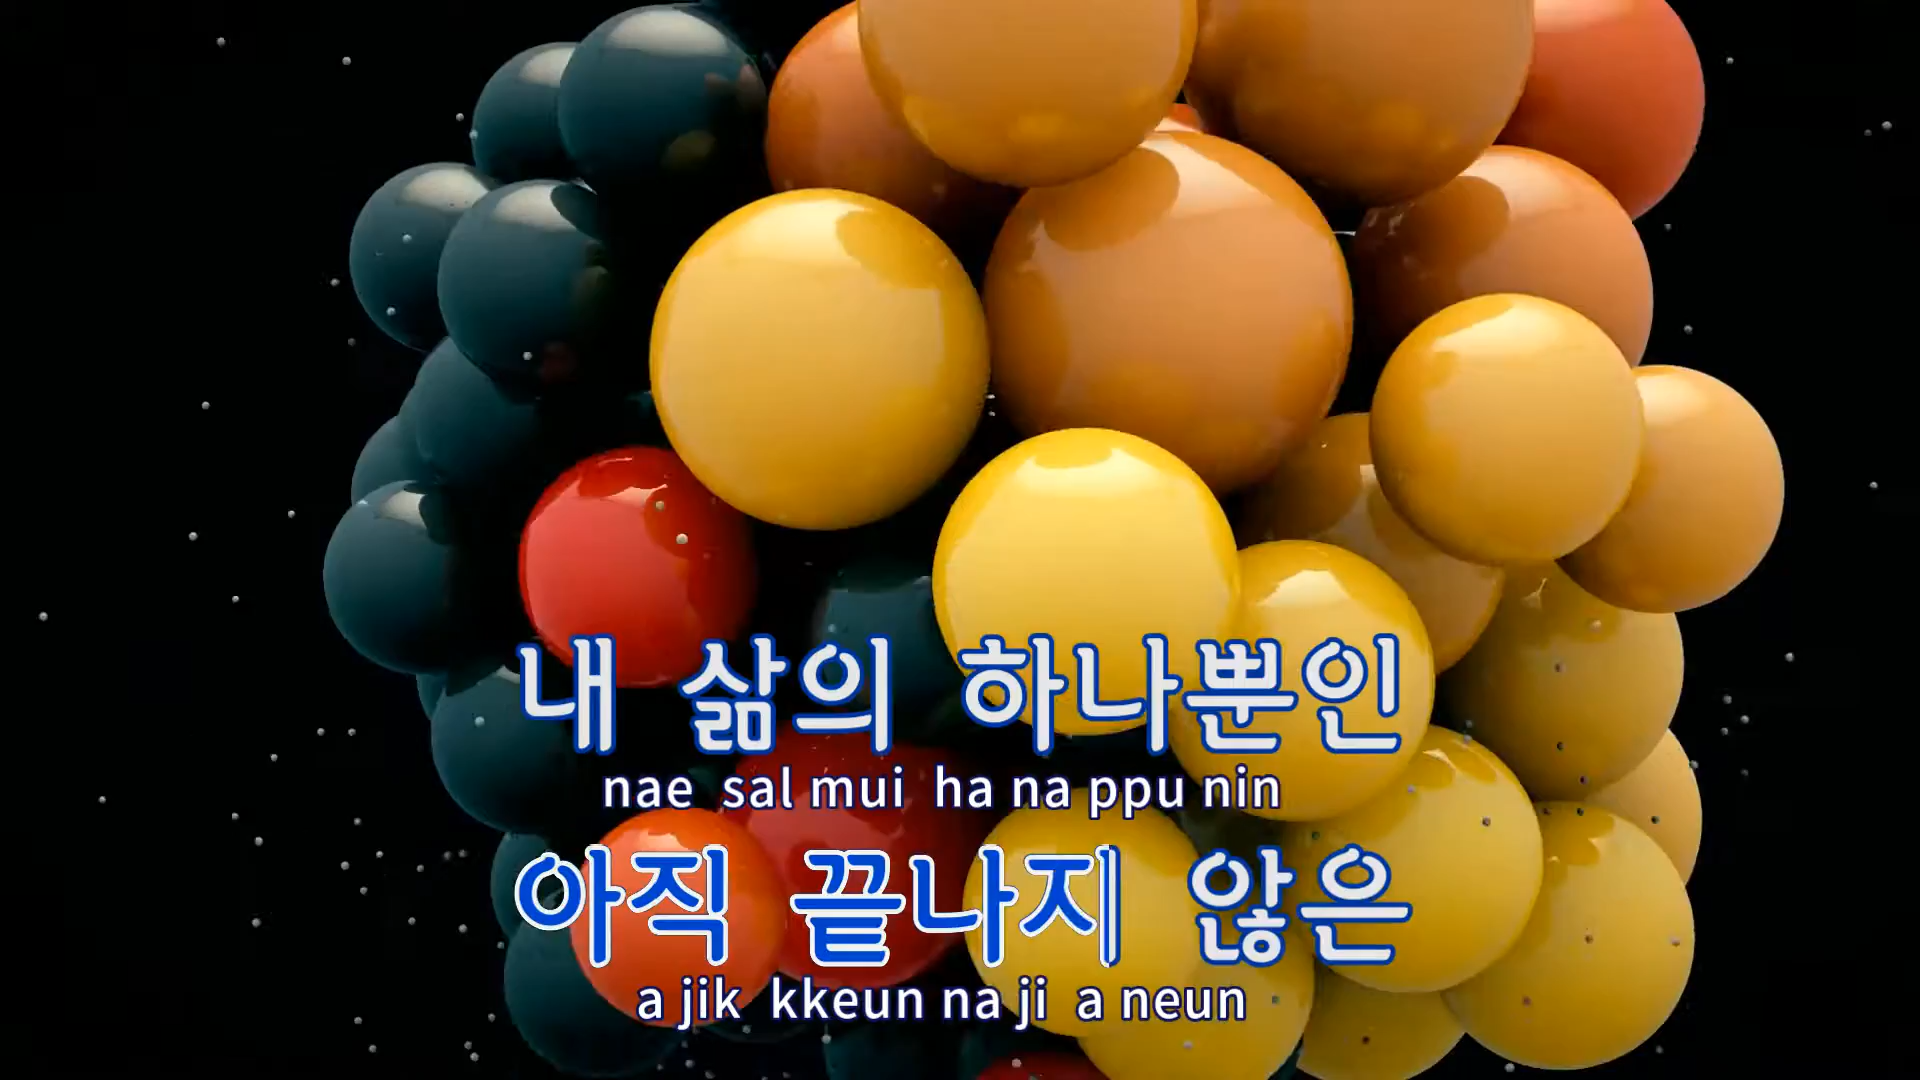 내 삶의 하나뿐인
nae sal mui ha na ppu nin
아직 끝나지 않은
a jik kkeun na ji a neun